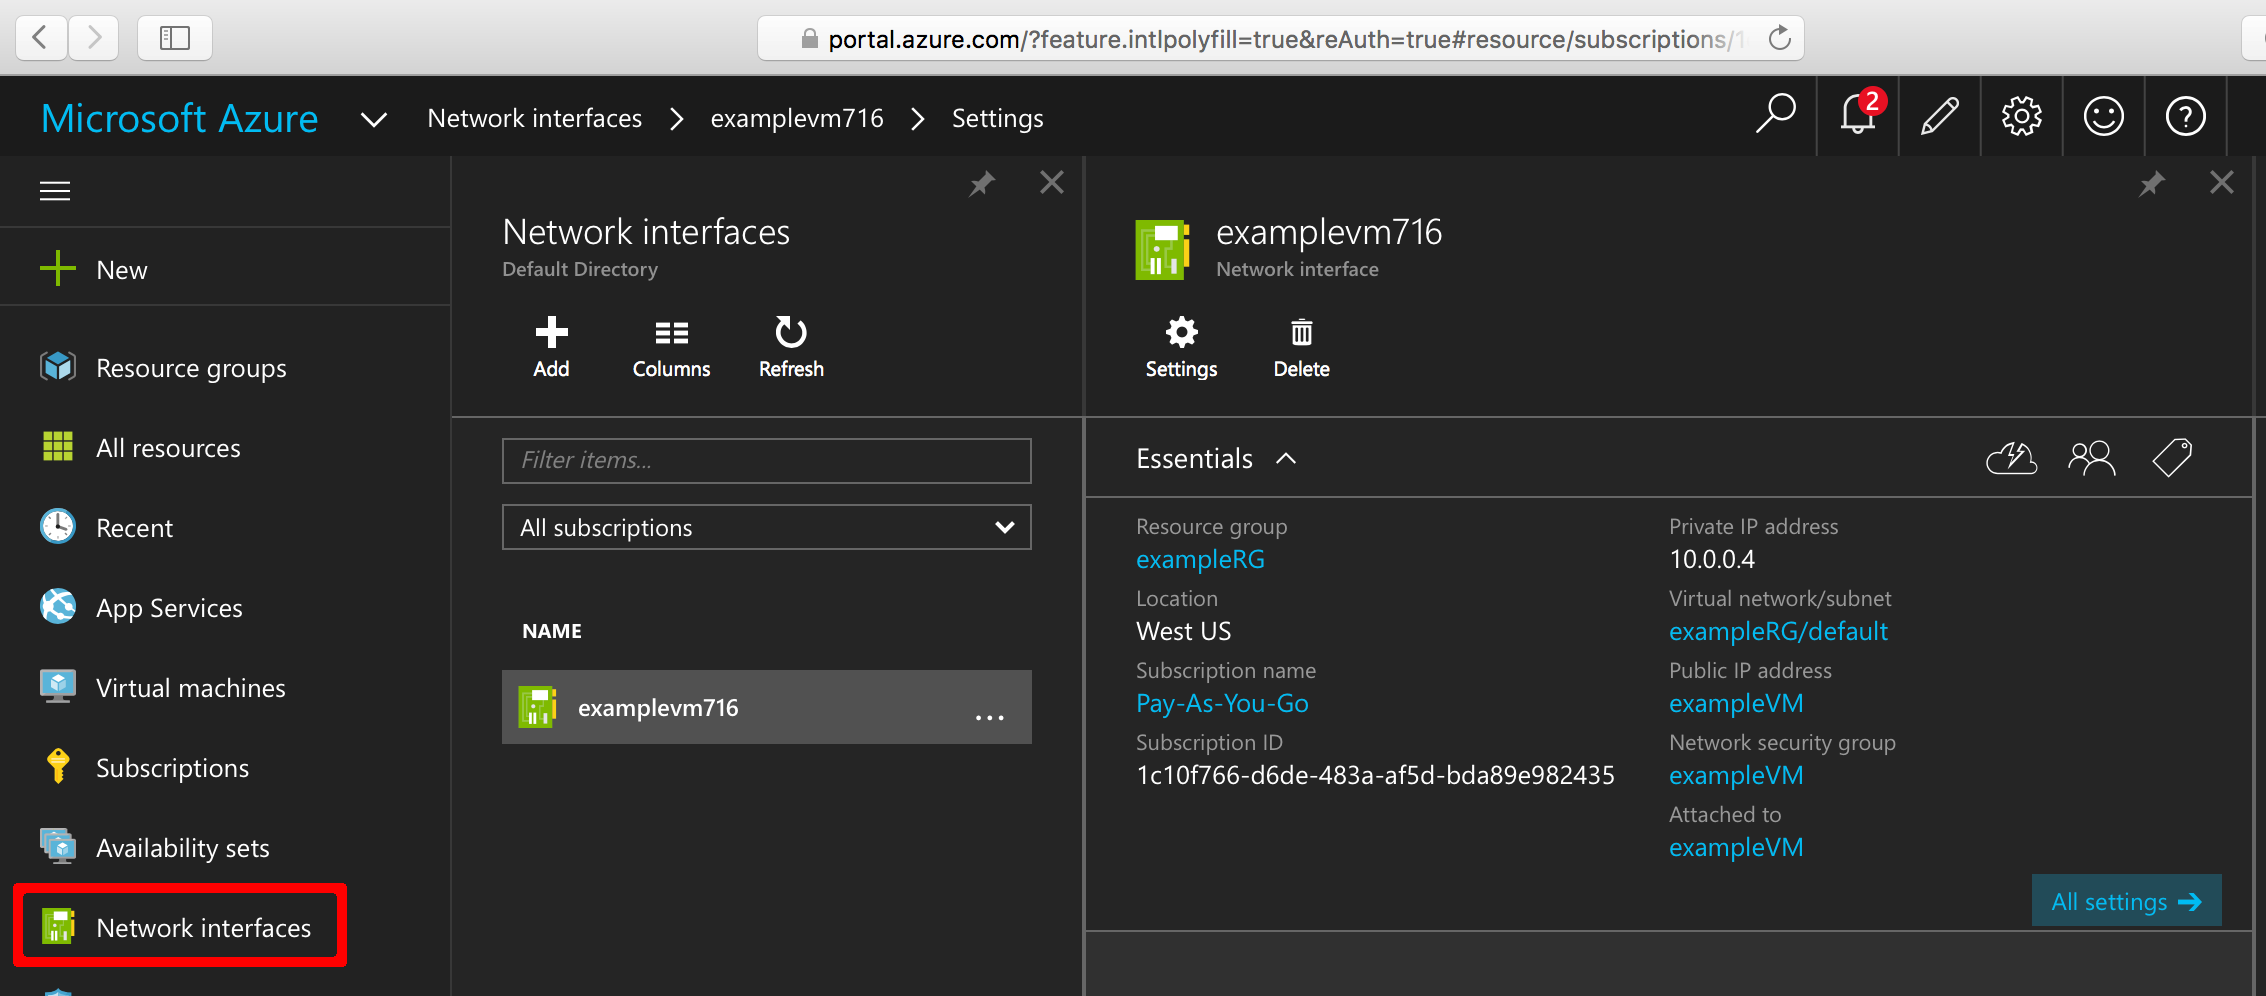 portal.azure.com/?feature.intlpolyfill=true&reAuth=true#resource/subscriptions/1
Microsoft Azure
Network interfaces
examplevm716
Settings
2
?
New
Resource groups
All resources
Recent
App Services
Virtual machines
Subscriptions
Availability sets
Network interfaces
Network interfaces
Default Directory
Add
Columns
Refresh
Filter items...
All subscriptions
NAME
examplevm716
...
examplevm716
Network interface
Settings
Delete
Essentials
Resource group
exampleRG
Location
West US
Subscription name
Pay-As-You-Go
Subscription ID
1c10f766-d6de-483a-af5d-bda89e982435
Private IP address
10.0.0.4
Virtual network/subnet
exampleRG/default
Public IP address
exampleVM
Network security group
exampleVM
Attached to
exampleVM
All settings